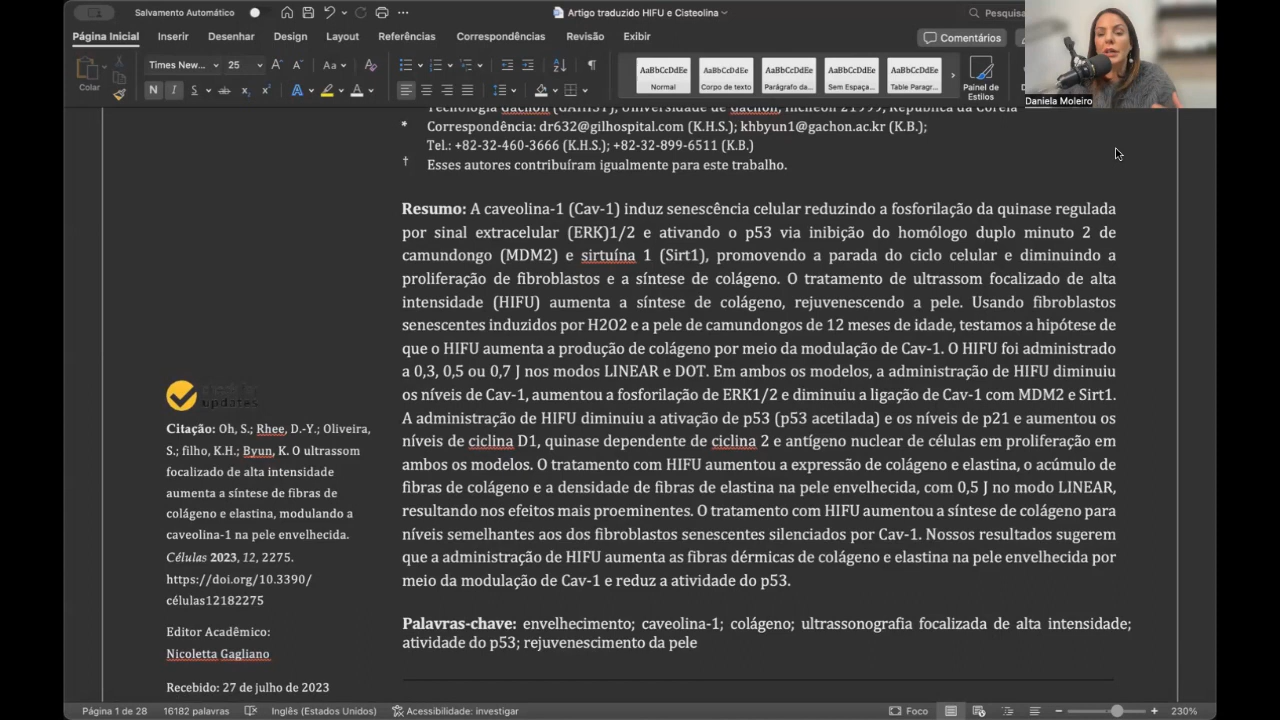 Salvamento Automático
Artigo traduzido HIFU e Cisteolina
Pesquisa
Página Inicial Inserir Desenhar Design Layout Referências Correspondências Revisão Exibir
Comentários
Colar
Times New... 25
AaBbCcDdEe AaBbCcDdEe AaBbCcDdEe AaBbCcDdEe AaBbCcDdEe
Normal Corpo de texto Parágrafo da... Sem Espaça... Table Paragr...
Painel de
Estilos
N I S
Daniela Moleiro
Tecnologia Gachon (GAIHST), Universidade de Gachon, Incheon 21999, República da Coreia
* Correspondência: dr632@gilhospital.com (K.H.S.); khbyun1@gachon.ac.kr (K.B.);
Tel.: +82-32-460-3666 (K.H.S.); +82-32-899-6511 (K.B.)
† Esses autores contribuíram igualmente para este trabalho.
Resumo: A caveolina-1 (Cav-1) induz senescência celular reduzindo a fosforilação da quinase regulada
por sinal extracelular (ERK)1/2 e ativando o p53 via inibição do homólogo duplo minuto 2 de
camundongo (MDM2) e sirtuína 1 (Sirt1), promovendo a parada do ciclo celular e diminuindo a
proliferação de fibroblastos e a síntese de colágeno. O tratamento de ultrassom focalizado de alta
intensidade (HIFU) aumenta a síntese de colágeno, rejuvenescendo a pele. Usando fibroblastos
senescentes induzidos por H2O2 e a pele de camundongos de 12 meses de idade, testamos a hipótese de
que o HIFU aumenta a produção de colágeno por meio da modulação de Cav-1. O HIFU foi administrado
a 0,3, 0,5 ou 0,7 J nos modos LINEAR e DOT. Em ambos os modelos, a administração de HIFU diminuiu
os níveis de Cav-1, aumentou a fosforilação de ERK1/2 e diminuiu a ligação de Cav-1 com MDM2 e Sirt1.
A administração de HIFU diminuiu a ativação de p53 (p53 acetilada) e os níveis de p21 e aumentou os
níveis de ciclina D1, quinase dependente de ciclina 2 e antígeno nuclear de células em proliferação em
ambos os modelos. O tratamento com HIFU aumentou a expressão de colágeno e elastina, o acúmulo de
fibras de colágeno e a densidade de fibras de elastina na pele envelhecida, com 0,5 J no modo LINEAR,
resultando nos efeitos mais proeminentes. O tratamento com HIFU aumentou a síntese de colágeno para
níveis semelhantes aos dos fibroblastos senescentes silenciados por Cav-1. Nossos resultados sugerem
que a administração de HIFU aumenta as fibras dérmicas de colágeno e elastina na pele envelhecida por
meio da modulação de Cav-1 e reduz a atividade do p53.
Palavras-chave: envelhecimento; caveolina-1; colágeno; ultrassonografia focalizada de alta intensidade;
atividade do p53; rejuvenescimento da pele
updates
Citação: Oh, S.; Rhee, D.-Y.; Oliveira,
S.; filho, K.H.; Byun, K. O ultrassom
focalizado de alta intensidade
aumenta a síntese de fibras de
colágeno e elastina, modulando a
caveolina-1 na pele envelhecida.
Células 2023, 12, 2275.
https://doi.org/10.3390/
células12182275
Editor Acadêmico:
Nicoletta Gagliano
Recebido: 27 de julho de 2023
Página 1 de 28 16182 palavras Inglês (Estados Unidos) Acessibilidade: investigar Foco 230%